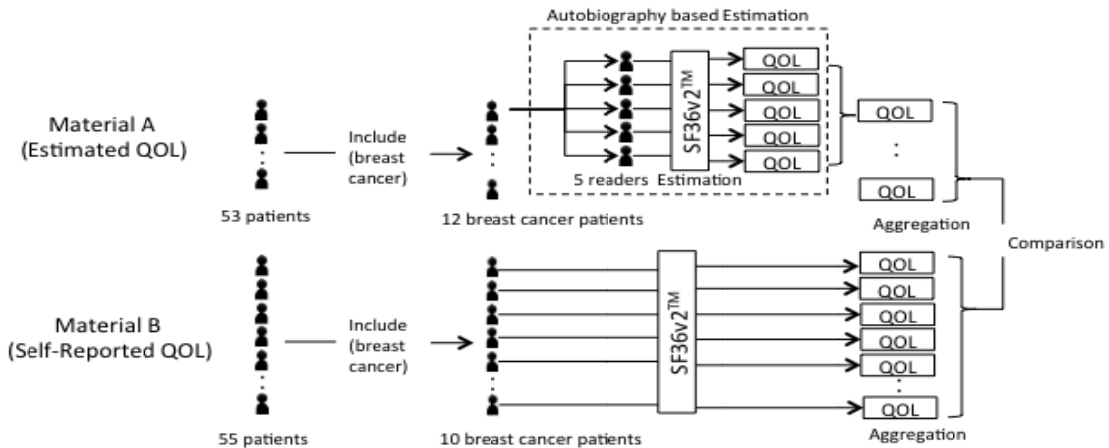 Autobiography based Estimation
QOL
QOL
QOL
QOL
QOL
SF36v2™
5 readers Estimation
Material A
(Estimated QOL)
Include
(breast
cancer)
53 patients
12 breast cancer patients
QOL
:
QOL
Aggregation
Comparison
Material B
(Self-Reported QOL)
Include
(breast
cancer)
55 patients
10 breast cancer patients
SF36v2™
QOL
QOL
QOL
QOL
QOL
QOL
Aggregation